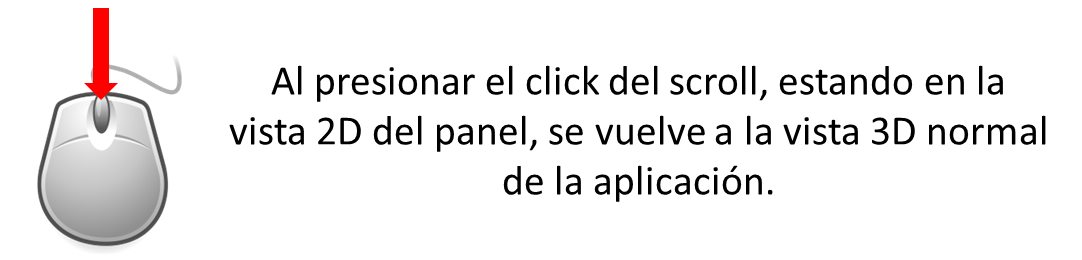 Al presionar el click del scroll, estando en la
vista 2D del panel, se vuelve a la vista 3D normal
de la aplicación.